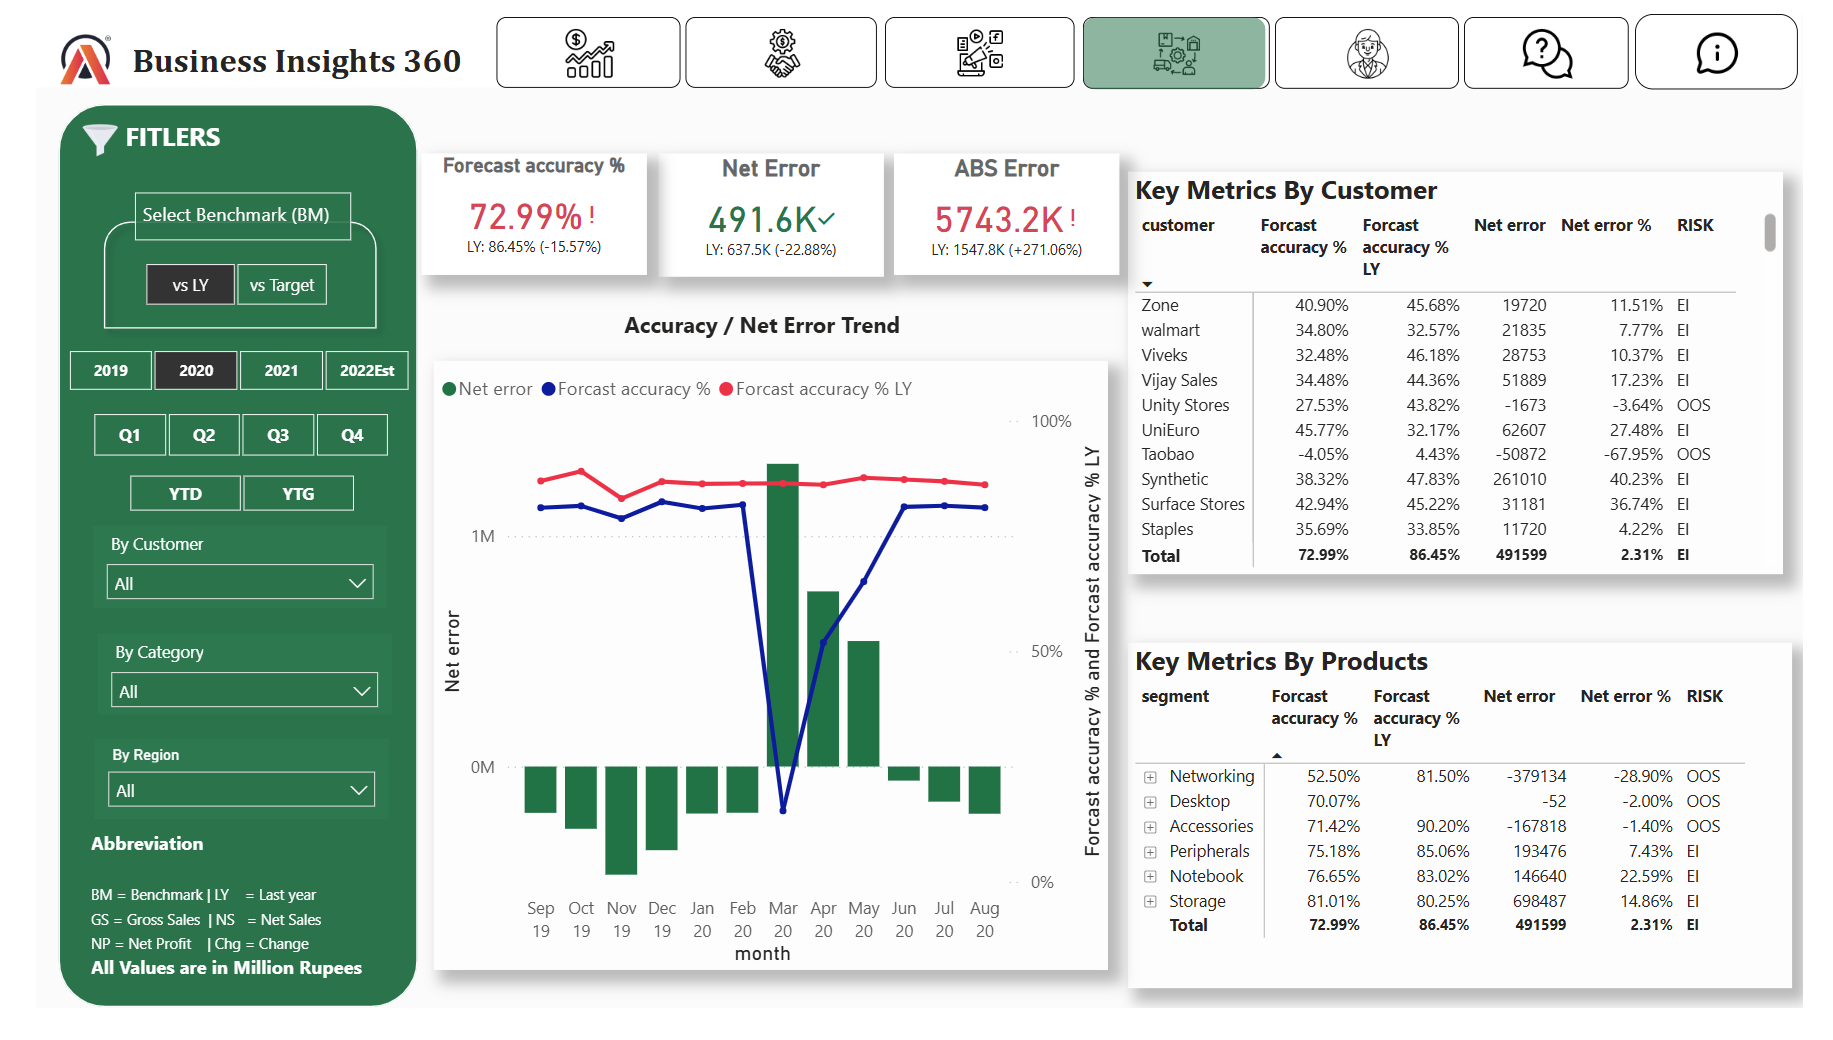 Business Insights 360
FITLERS
Select Benchmark (BM)
vs LY
vs Target
2019
2020
2021
2022Est
Q1
Q2
Q3
Q4
YTD
YTG
By Customer
All
By Category
All
By Region
All
Abbreviation
BM = Benchmark | LY = Last year
GS = Gross Sales | NS = Net Sales
NP = Net Profit | Chg = Change
All Values are in Million Rupees
Forecast accuracy %
72.99% !
LY: 86.45% (-15.57%)
Net Error
491.6K✓
LY: 637.5K (-22.88%)
ABS Error
5743.2K !
LY: 1547.8K (+271.06%)
Accuracy / Net Error Trend
Net error Forcast accuracy % Forcast accuracy % LY
100%
1M
50%
0M
0%
Net error
Forcast accuracy % and Forcast accuracy % LY
Sep 19 Oct 19 Nov 19 Dec 19 Jan 20 Feb 20 Mar 20 Apr 20 May 20 Jun 20 Jul 20 Aug 20
month
Key Metrics By Customer
customer Forcast accuracy % Forcast accuracy % LY Net error Net error % RISK
Zone 40.90% 45.68% 19720 11.51% EI
walmart 34.80% 32.57% 21835 7.77% EI
Viveks 32.48% 46.18% 28753 10.37% EI
Vijay Sales 34.48% 44.36% 51889 17.23% EI
Unity Stores 27.53% 43.82% -1673 -3.64% OOS
UniEuro 45.77% 32.17% 62607 27.48% EI
Taobao -4.05% 4.43% -50872 -67.95% OOS
Synthetic 38.32% 47.83% 261010 40.23% EI
Surface Stores 42.94% 45.22% 31181 36.74% EI
Staples 35.69% 33.85% 11720 4.22% EI
Total 72.99% 86.45% 491599 2.31% EI
Key Metrics By Products
segment Forcast accuracy % Forcast accuracy % LY Net error Net error % RISK
Networking 52.50% 81.50% -379134 -28.90% OOS
Desktop 70.07% -52 -2.00% OOS
Accessories 71.42% 90.20% -167818 -1.40% OOS
Peripherals 75.18% 85.06% 193476 7.43% EI
Notebook 76.65% 83.02% 146640 22.59% EI
Storage 81.01% 80.25% 698487 14.86% EI
Total 72.99% 86.45% 491599 2.31% EI